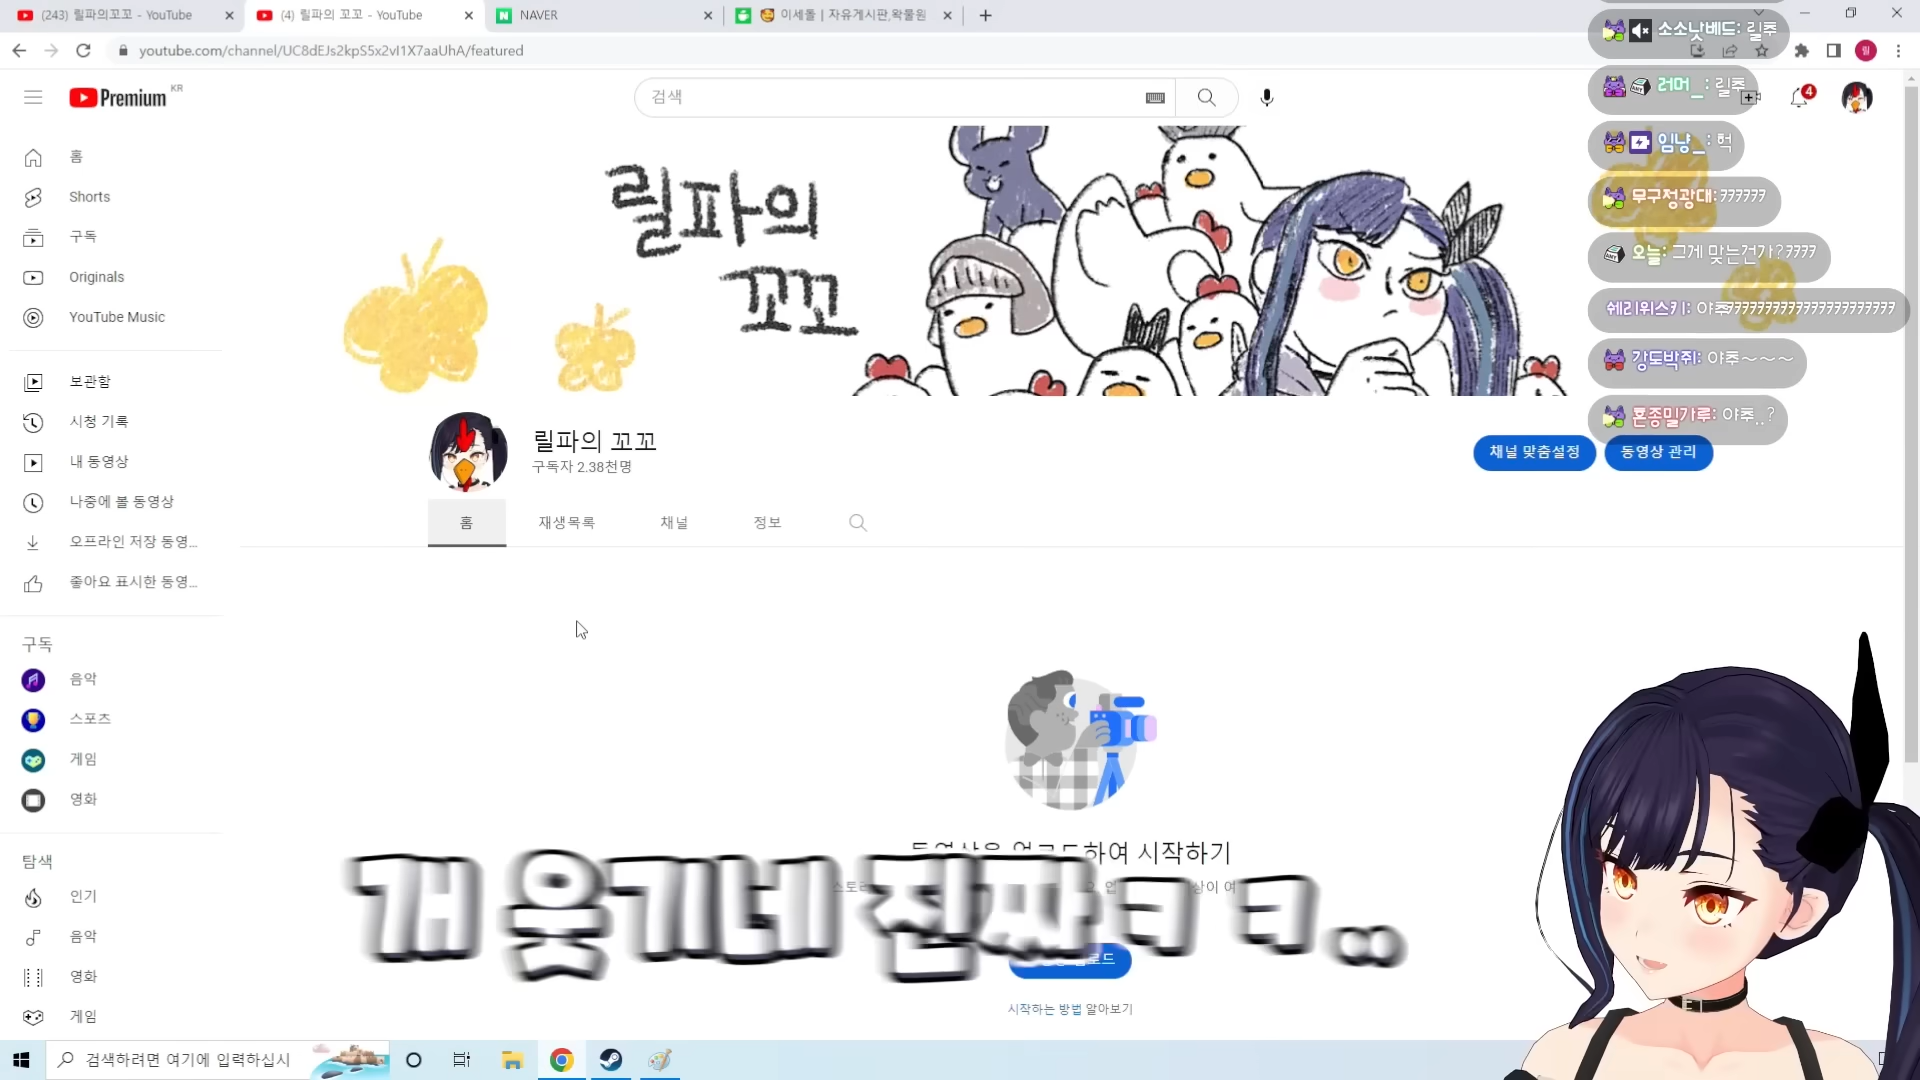 (243) 릴파의꼬꼬 - YouTube
(4) 릴파의 꼬꼬 - YouTube
NAVER
이세돌 | 자유게시판,왁물원
youtube.com/channel/UC8dEJs2kpS5x2vI1X7aaUhA/featured
릴
Premium KR
검색
4
홈
Shorts
구독
Originals
YouTube Music
보관함
시청 기록
내 동영상
나중에 볼 동영상
오프라인 저장 동영...
좋아요 표시한 동영...
구독
음악
스포츠
게임
영화
탐색
인기
음악
영화
게임
릴파의
꼬꼬
릴파의 꼬꼬
구독자 2.38천명
채널 맞춤설정
동영상 관리
홈
재생목록
채널
정보
소소낫베드: 릴추
러머_: 릴추
임냥_: 헉
무구정광대: ㅋㅋㅋㅋㅋㅋ
오늘: 그게 맞는건가?ㅋㅋㅋㅋ
쉐리위스키: 야추ㅋㅋㅋㅋㅋㅋㅋㅋㅋㅋㅋㅋㅋㅋㅋㅋㅋㅋㅋㅋㅋㅋ
강도박쥐: 야추~~~~
혼종밀가루: 야추..?
하여 시작하기
개 웃기네 진짜ㅋㅋ..
시작하는 방법 알아보기
검색하려면 여기에 입력하십시